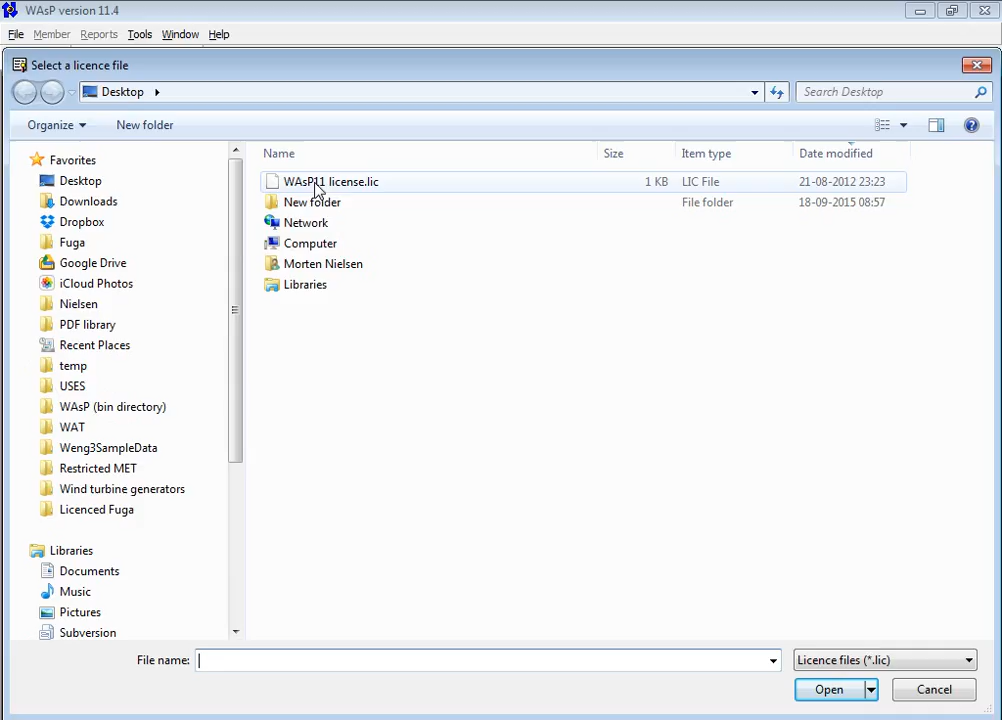 WAsP version 11.4
File Member Reports Tools Window Help
Select a licence file
Desktop
Search Desktop
Organize New folder
Name Size Item type Date modified
WAsP11 license.lic 1 KB LIC File 21-08-2012 23:23
New folder File folder 18-09-2015 08:57
Network
Computer
Morten Nielsen
Libraries
Favorites
Desktop
Downloads
Dropbox
Fuga
Google Drive
iCloud Photos
Nielsen
PDF library
Recent Places
temp
USES
WAsP (bin directory)
WAT
Weng3SampleData
Restricted MET
Wind turbine generators
Licenced Fuga
Libraries
Documents
Music
Pictures
Subversion
File name: Licence files (*.lic)
Open Cancel